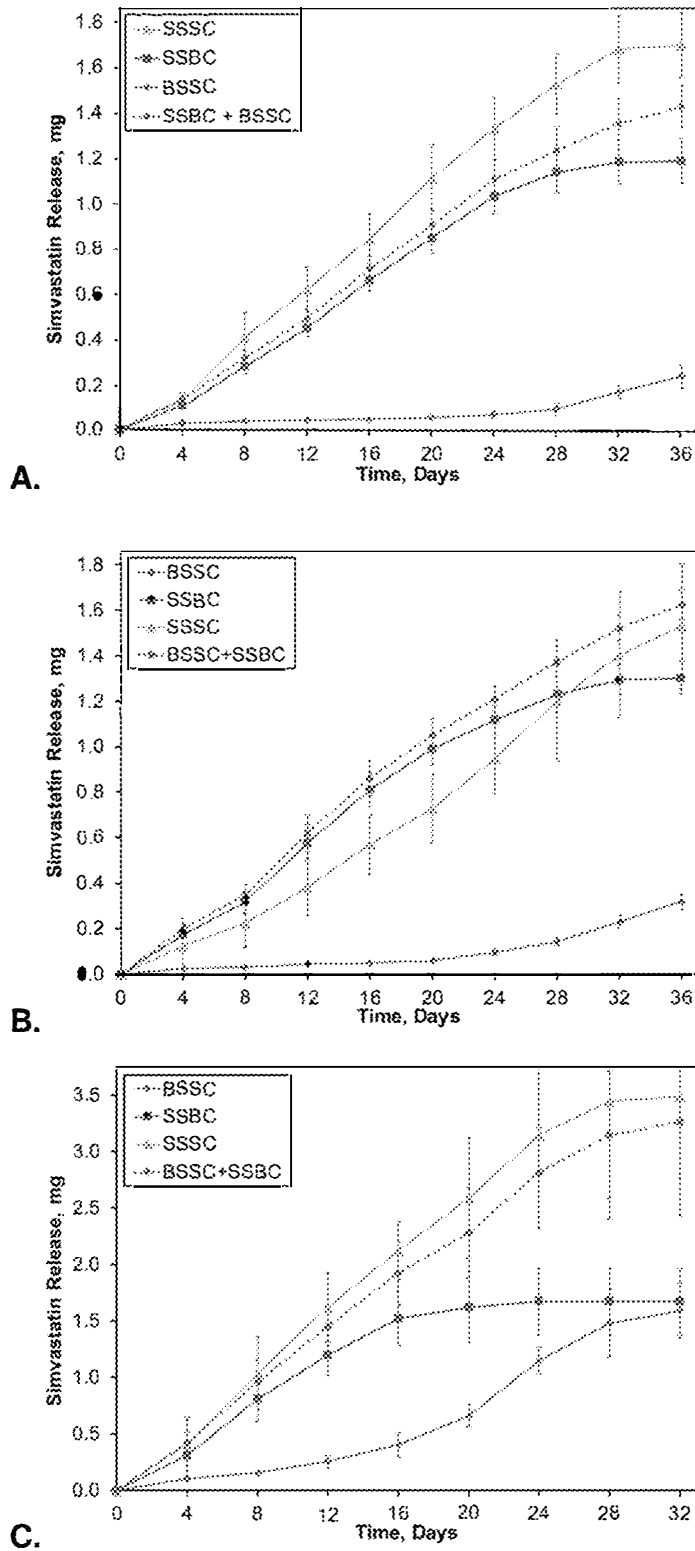 1.8
1.6
1.4
1.2
1.0
0.8
0.6
0.4
0.2
0.0
Simvastatin Release, mg
SSSC
SSBC
BSSC
SSBC + BSSC
0 4 8 12 16 20 24 28 32 36
Time, Days
A.
1.8
1.6
1.4
1.2
1.0
0.8
0.6
0.4
0.2
0.0
Simvastatin Release, mg
BSSC
SSBC
SSSC
BSSC+SSBC
0 4 8 12 16 20 24 28 32 36
Time, Days
B.
3.5
3.0
2.5
2.0
1.5
1.0
0.5
0.0
Simvastatin Release, mg
BSSC
SSBC
SSSC
BSSC+SSBC
0 4 8 12 16 20 24 28 32
Time, Days
C.